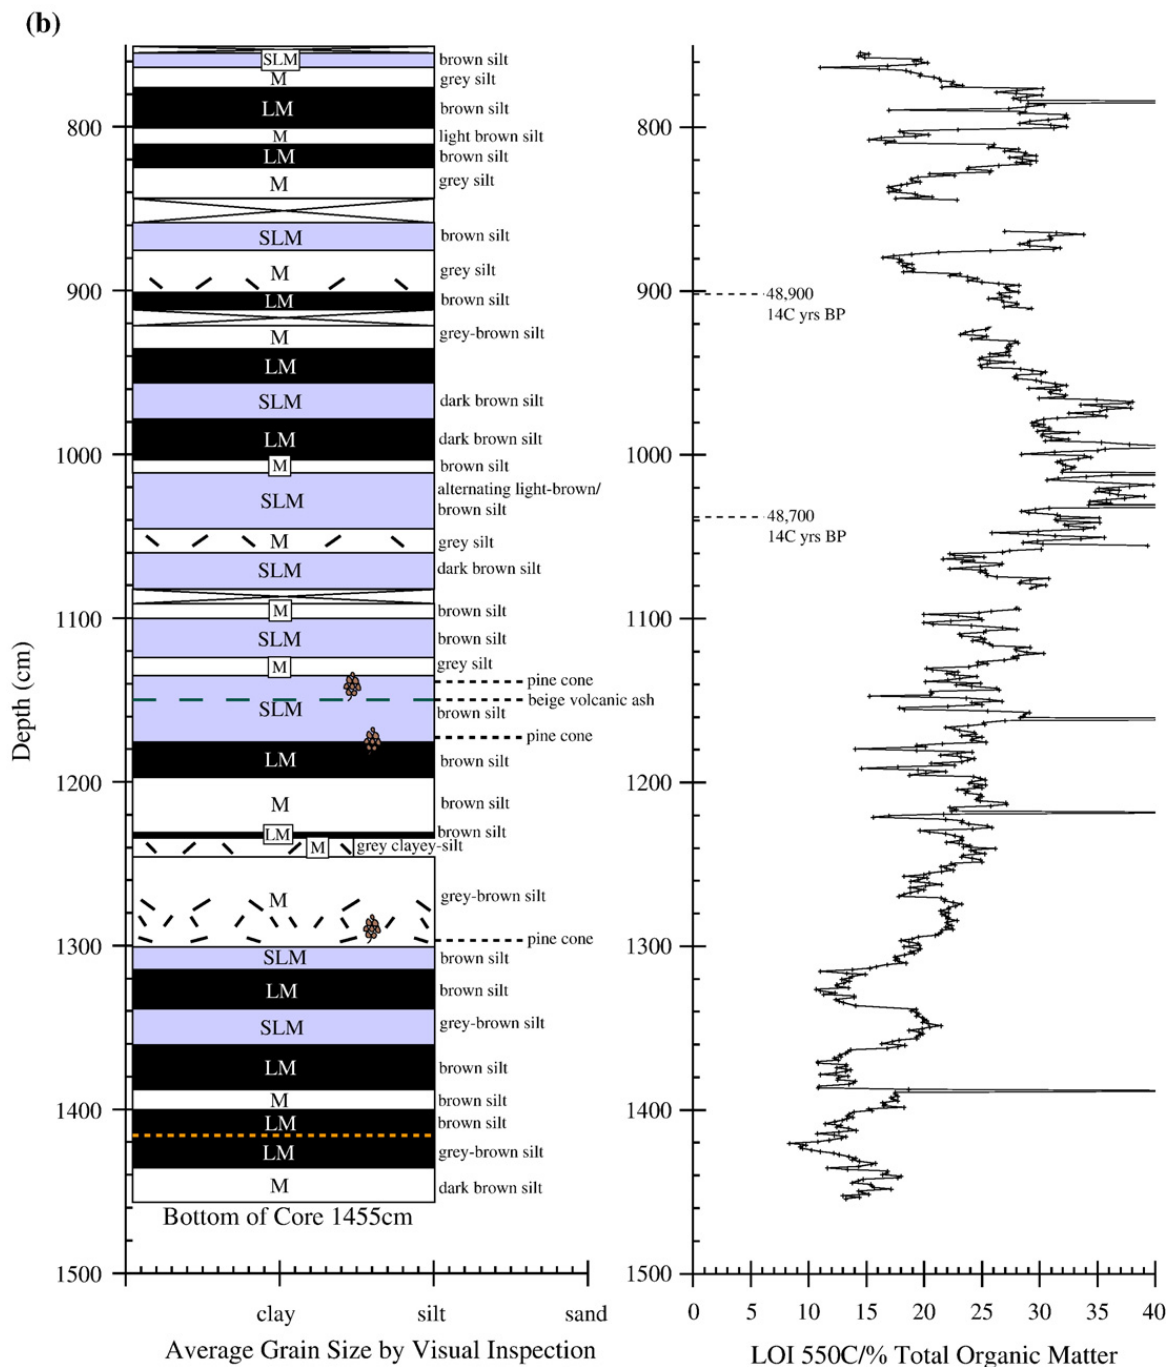 (b)
SLM brown silt
M grey silt
LM brown silt
800 M light brown silt 800
LM brown silt
M grey silt
SLM brown silt
M grey silt
900 LM brown silt 900 48,900
14C yrs BP
M grey-brown silt
LM
SLM dark brown silt
LM dark brown silt
1000 M brown silt 1000
alternating light-brown/
SLM brown silt
48,700
14C yrs BP
M grey silt
SLM dark brown silt
1100 M brown silt 1100
SLM brown silt
M grey silt
pine cone
beige volcanic ash
SLM brown silt
pine cone
LM brown silt
1200 M brown silt 1200
LM brown silt
M grey clayey-silt
M grey-brown silt
1300 pine cone 1300
SLM brown silt
LM brown silt
SLM grey-brown silt
LM brown silt
M brown silt
1400 LM brown silt 1400
LM grey-brown silt
M dark brown silt
Bottom of Core 1455cm
1500 1500
Depth (cm)
clay silt sand
0 5 10 15 20 25 30 35 40
Average Grain Size by Visual Inspection
LOI 550C/% Total Organic Matter